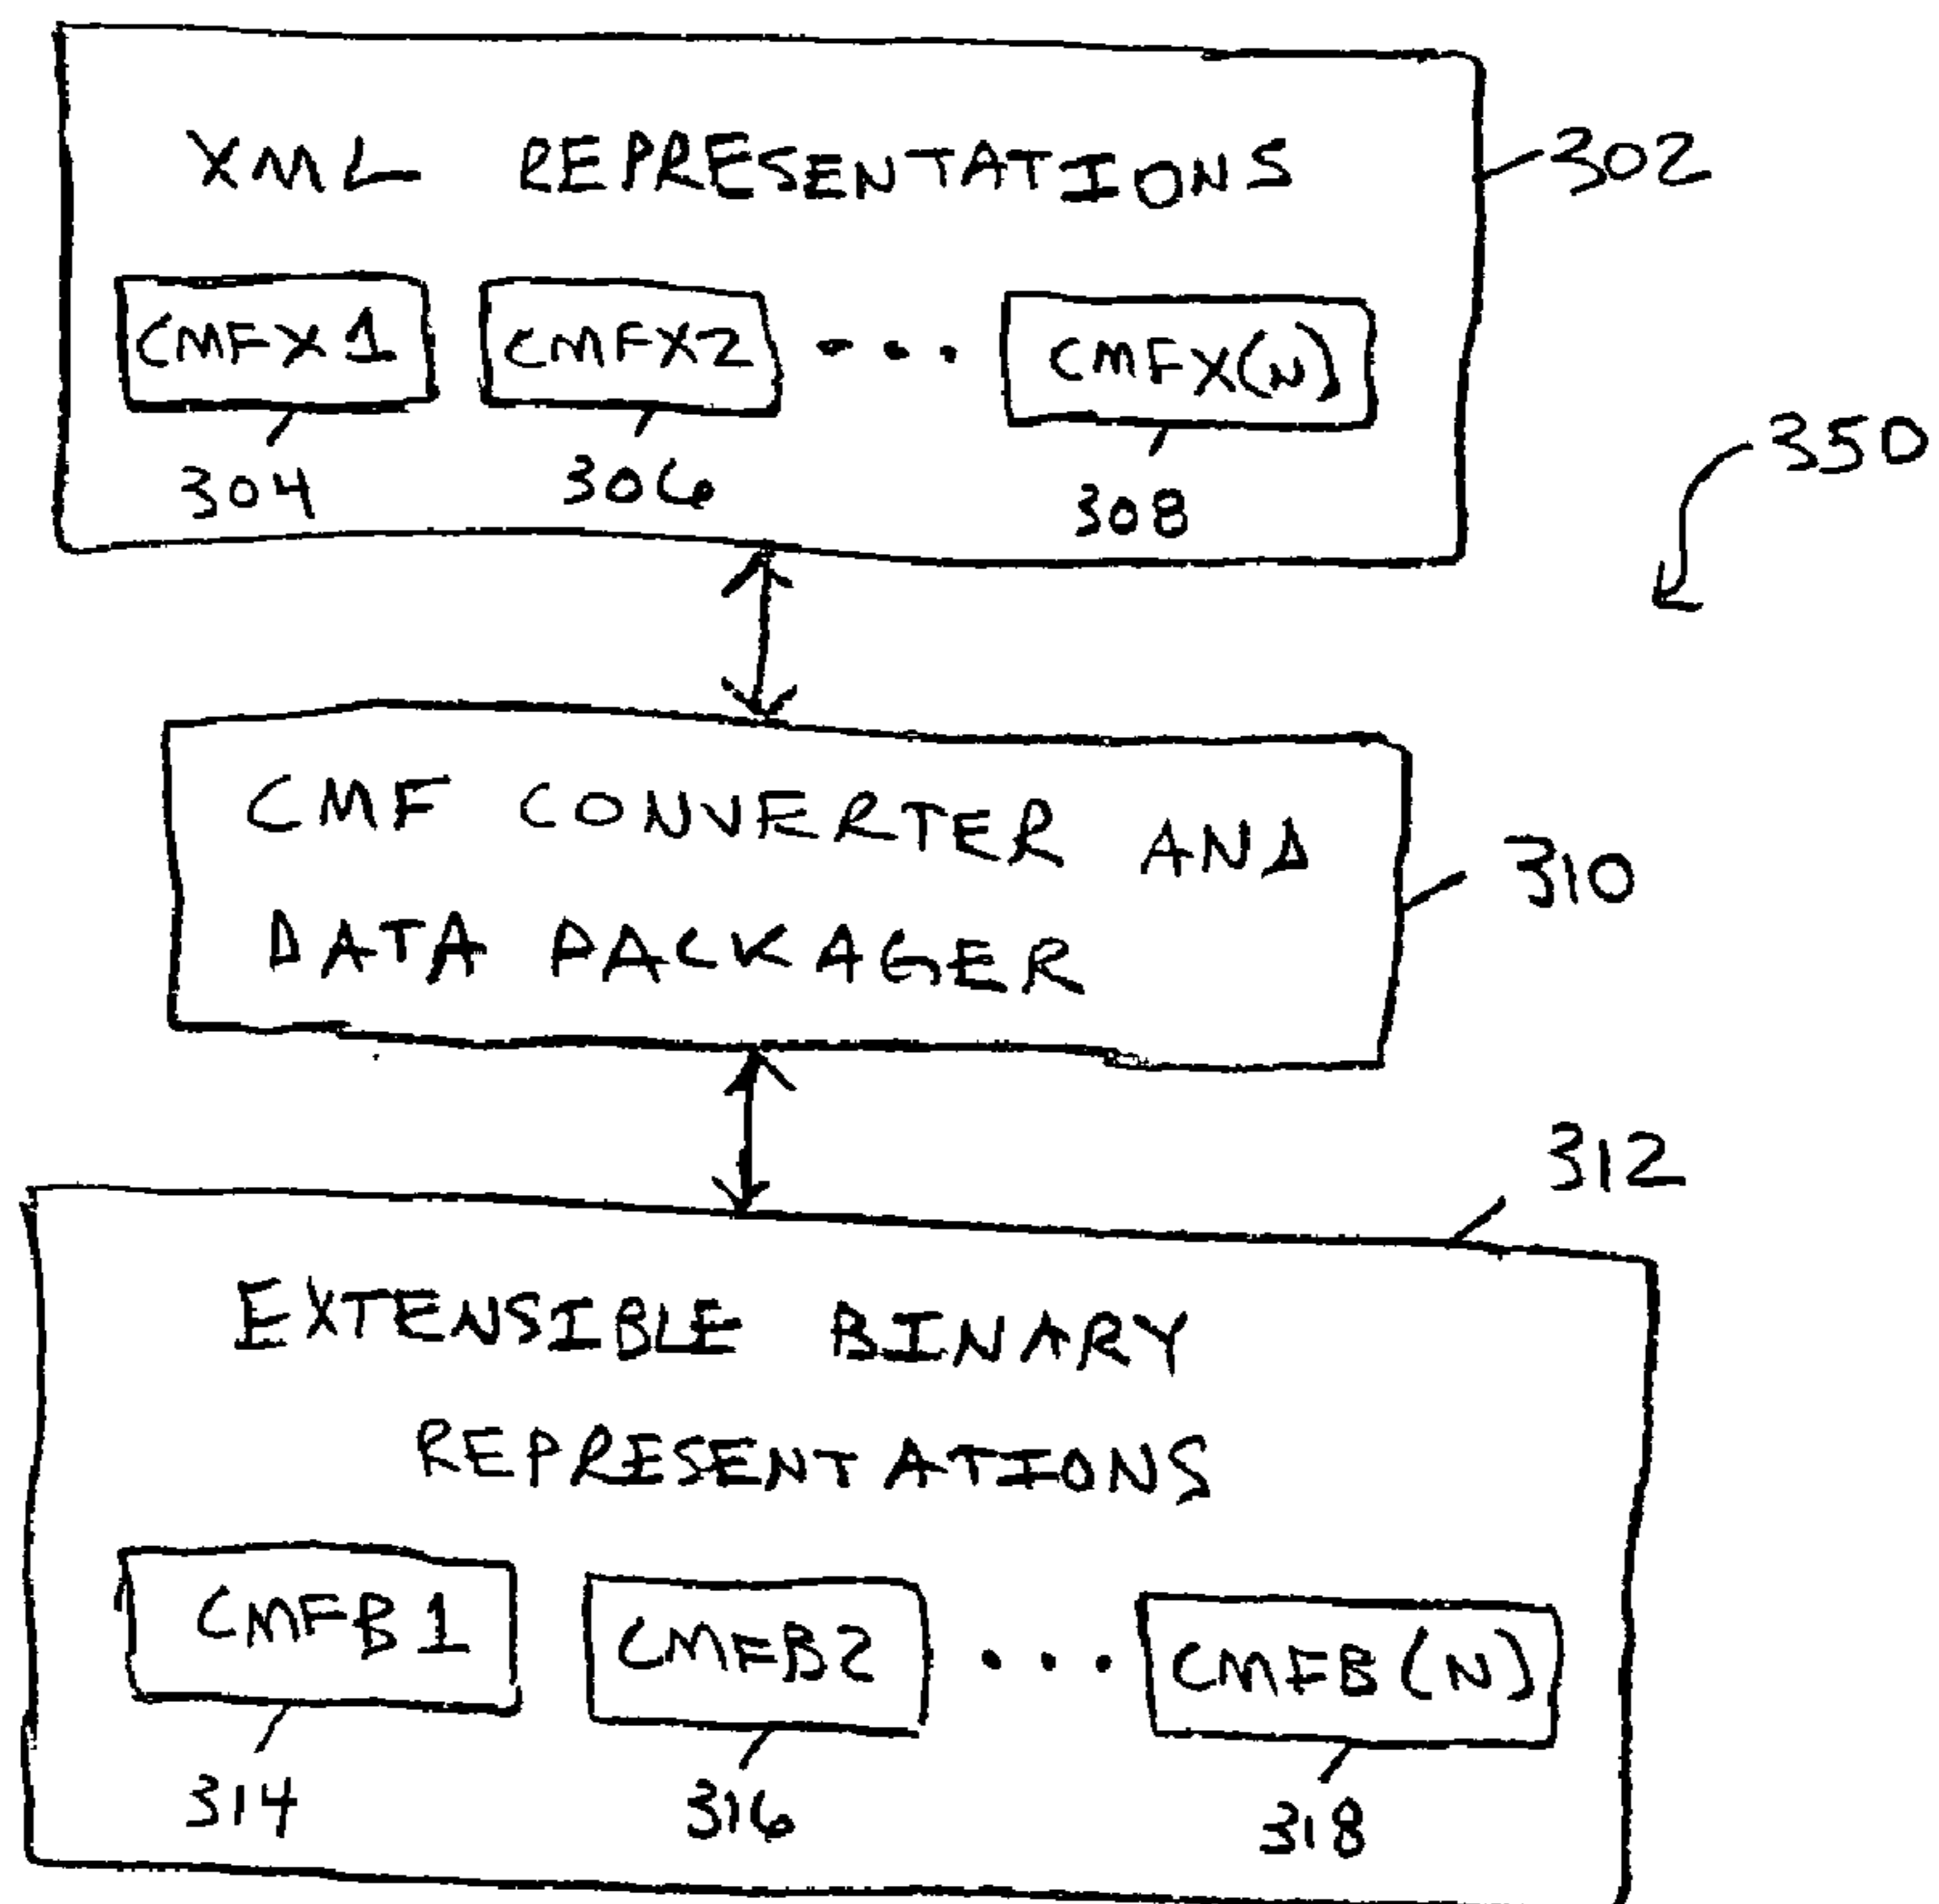 XML REPRESENTATIONS
302
CMFX1 CMFX2 ... CMFX(N)
304 306 308
350
CMF CONVERTER AND
DATA PACKAGER
310
312
EXTENSIBLE BINARY
REPRESENTATIONS
CMFB1 CMFB2 ... CMFB(N)
314 316 318